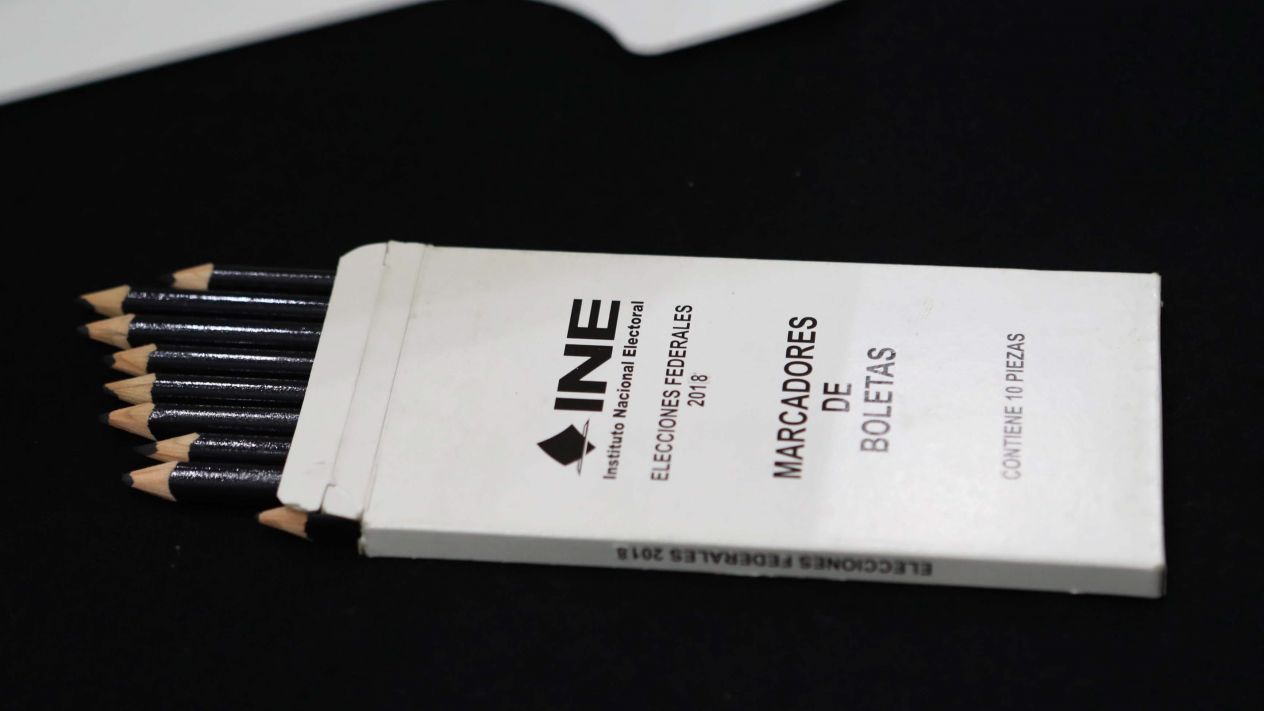 INE
Instituto Nacional Electoral
ELECCIONES FEDERALES
2018
MARCADORES
DE
BOLETAS
CONTIENE 10 PIEZAS
ELECCIONES FEDERALES 2018